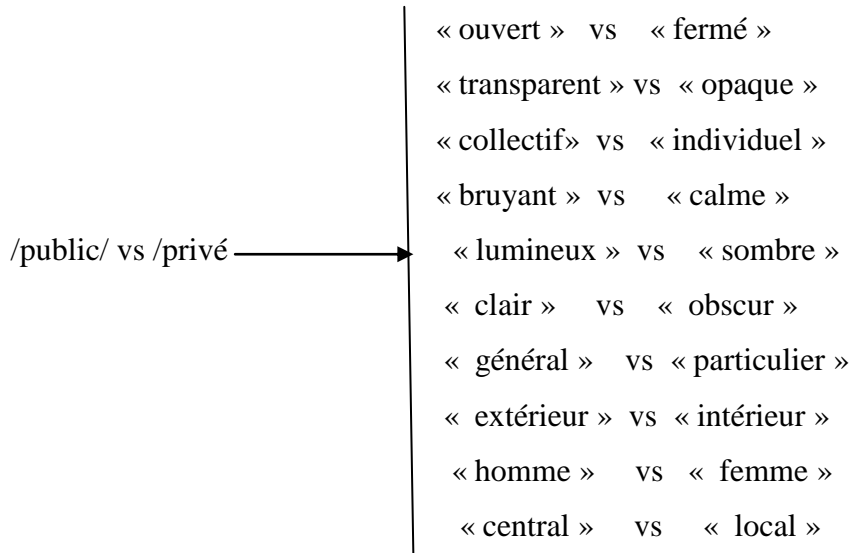 « ouvert » vs « fermé »
« transparent » vs « opaque »
« collectif» vs « individuel »
« bruyant » vs « calme »
/public/ vs /privé « lumineux » vs « sombre »
« clair » vs « obscur »
« général » vs « particulier »
« extérieur » vs « intérieur »
« homme » vs « femme »
« central » vs « local »